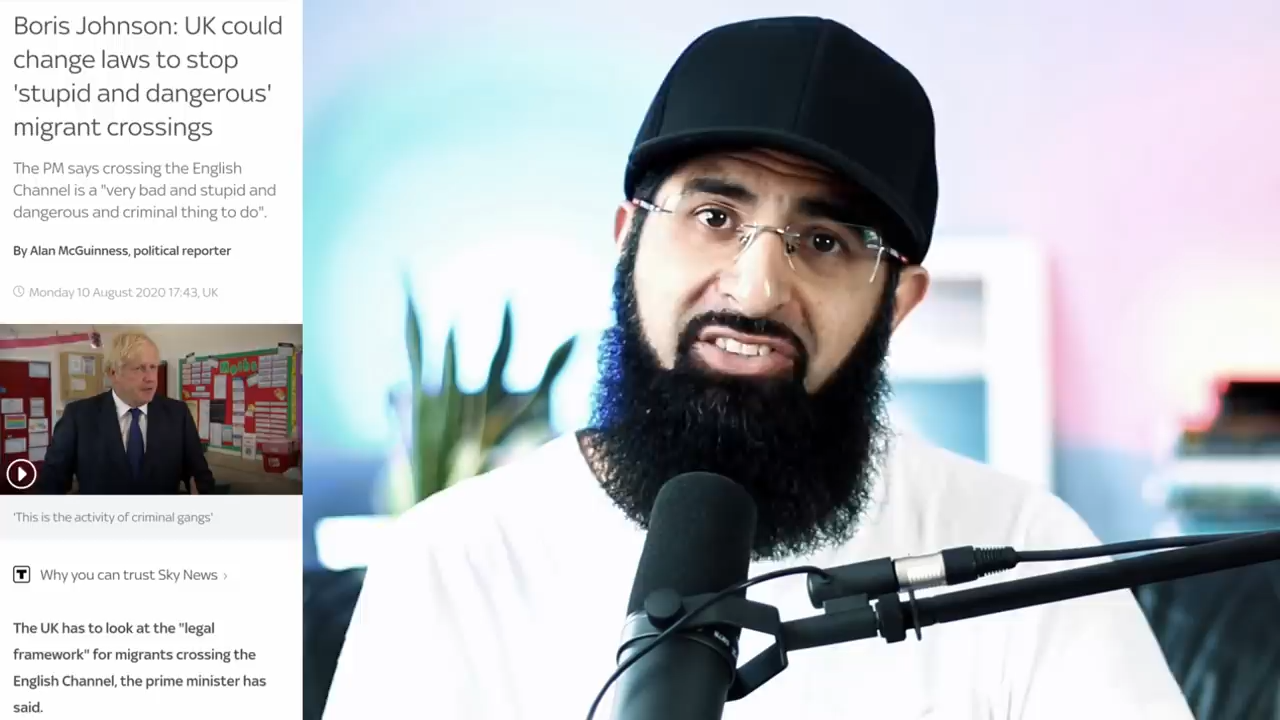 Boris Johnson: UK could
change laws to stop
'stupid and dangerous'
migrant crossings
The PM says crossing the English
Channel is a "very bad and stupid and
dangerous and criminal thing to do".
By Alan McGuinness, political reporter
Monday 10 August 2020 17:43, UK
'This is the activity of criminal gangs'
Why you can trust Sky News
The UK has to look at the "legal
framework" for migrants crossing the
English Channel, the prime minister has
said.